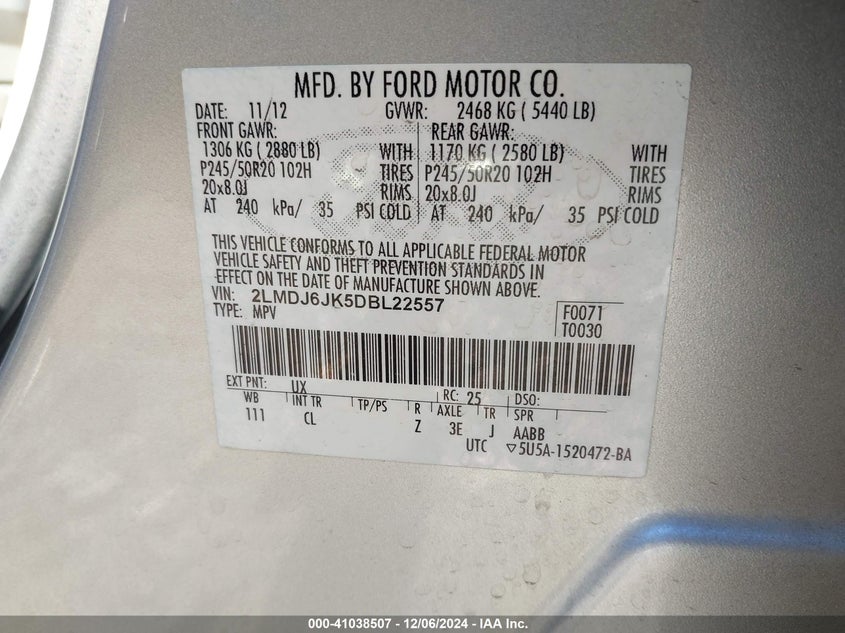 MFD. BY FORD MOTOR CO.
DATE: 11/12 GVWR: 2468 KG ( 5440 LB)
FRONT GAWR: REAR GAWR:
1306 KG ( 2880 LB) WITH 1170 KG ( 2580 LB) WITH
P245/50R20 102H TIRES P245/50R20 102H TIRES
20x8.0J RIMS 20x8.0J RIMS
AT 240 kPa/ 35 PSI COLD AT 240 kPa/ 35 PSI COLD
THIS VEHICLE CONFORMS TO ALL APPLICABLE FEDERAL MOTOR
VEHICLE SAFETY AND THEFT PREVENTION STANDARDS IN
EFFECT ON THE DATE OF MANUFACTURE SHOWN ABOVE.
VIN: 2LMDJ6JK5DBL22557
TYPE: MPV
F0071
T0030
EXT PNT: UX RC: 25 DSO:
WB INT TR TP/PS R AXLE TR SPR
111 CL Z 3E J AABB
UTC ▽5U5A-1520472-BA
000-41038507 - 12/06/2024 - IAA Inc.